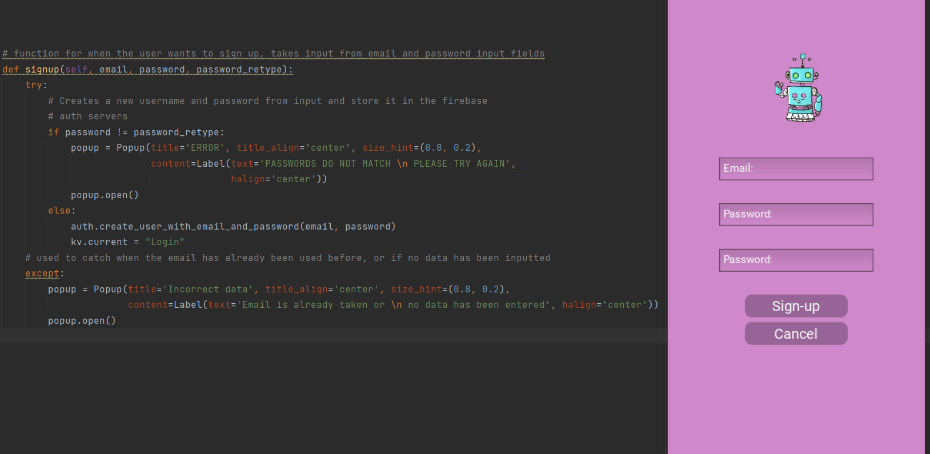 # function for when the user wants to sign up, takes input from email and password input fields
def signup(self, email, password, password_retype):
try:
# Creates a new username and password from input and store it in the firebase
# auth servers
if password != password_retype:
popup = Popup(title='ERROR', title_align='center', size_hint=(0.8, 0.2),
content=Label(text='PASSWORDS DO NOT MATCH \n PLEASE TRY AGAIN',
halign='center'))
popup.open()
else:
auth.create_user_with_email_and_password(email, password)
kv.current = "Login"
# used to catch when the email has already been used before, or if no data has been inputted
except:
popup = Popup(title='Incorrect data', title_align='center', size_hint=(0.8, 0.2),
content=Label(text='Email is already taken or \n no data has been entered', halign='center'))
popup.open()
Email:
Password:
Password:
Sign-up
Cancel